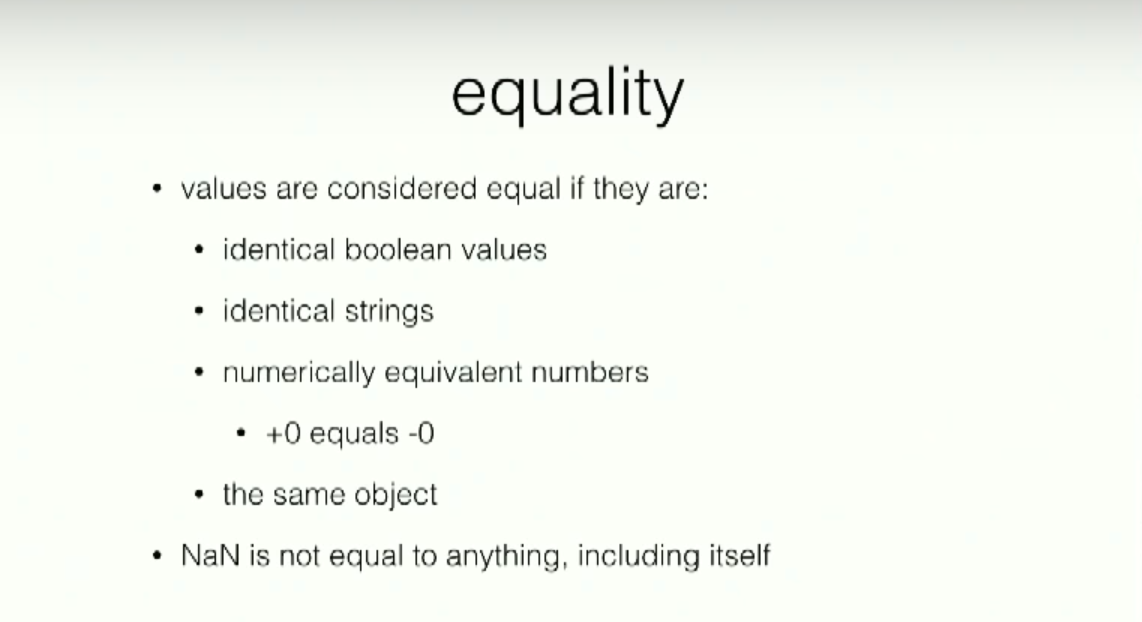 equality
• values are considered equal if they are:
• identical boolean values
• identical strings
• numerically equivalent numbers
• +0 equals -0
• the same object
• NaN is not equal to anything, including itself